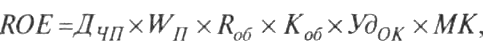 ROE = Д_ЧП × W_П × R_об × K_об × Уд_ОК × МК,